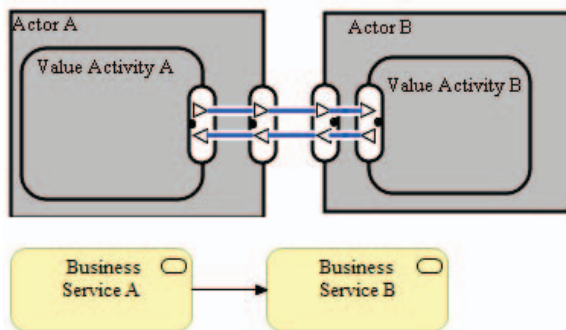 Actor A
Actor B
Value Activity A
Value Activity B
Business
Service A
Business
Service B